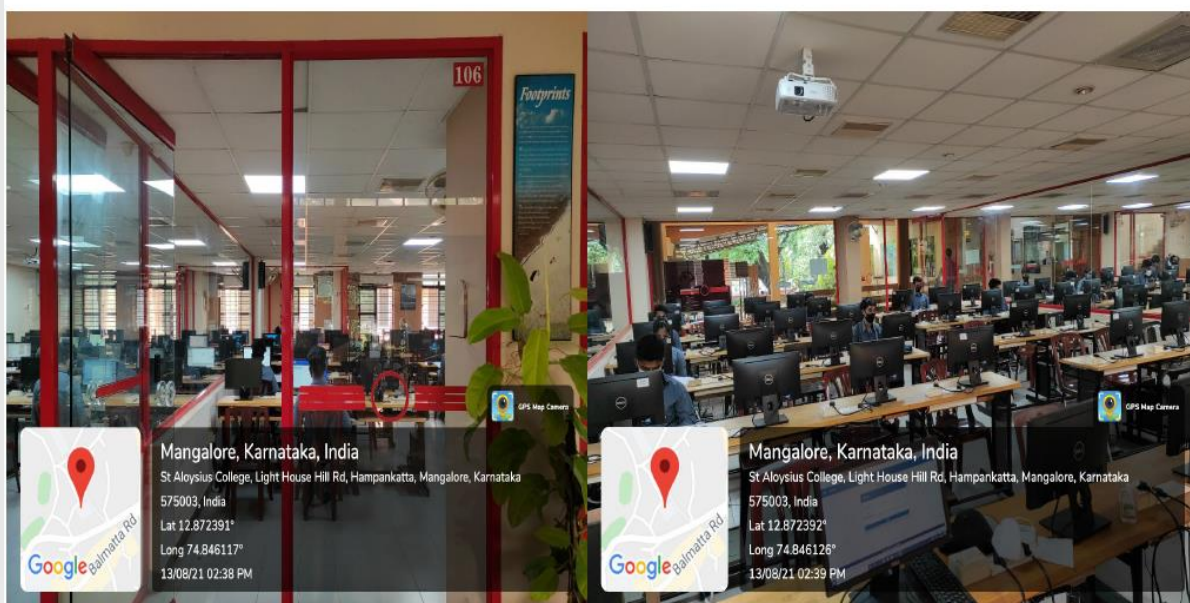 106
Footprints
GPS Map Camera
Mangalore, Karnataka, India
St Aloysius College, Light House Hill Rd, Hampankatta, Mangalore, Karnataka
575003, India
Lat 12.872391°
Long 74.846117°
13/08/21 02:38 PM
Google
Balmatta Rd
GPS Map Camera
Mangalore, Karnataka, India
St Aloysius College, Light House Hill Rd, Hampankatta, Mangalore, Karnataka
575003, India
Lat 12.872392°
Long 74.846126°
13/08/21 02:39 PM
Google
Balmatta Rd
DELL
DELL
DELL